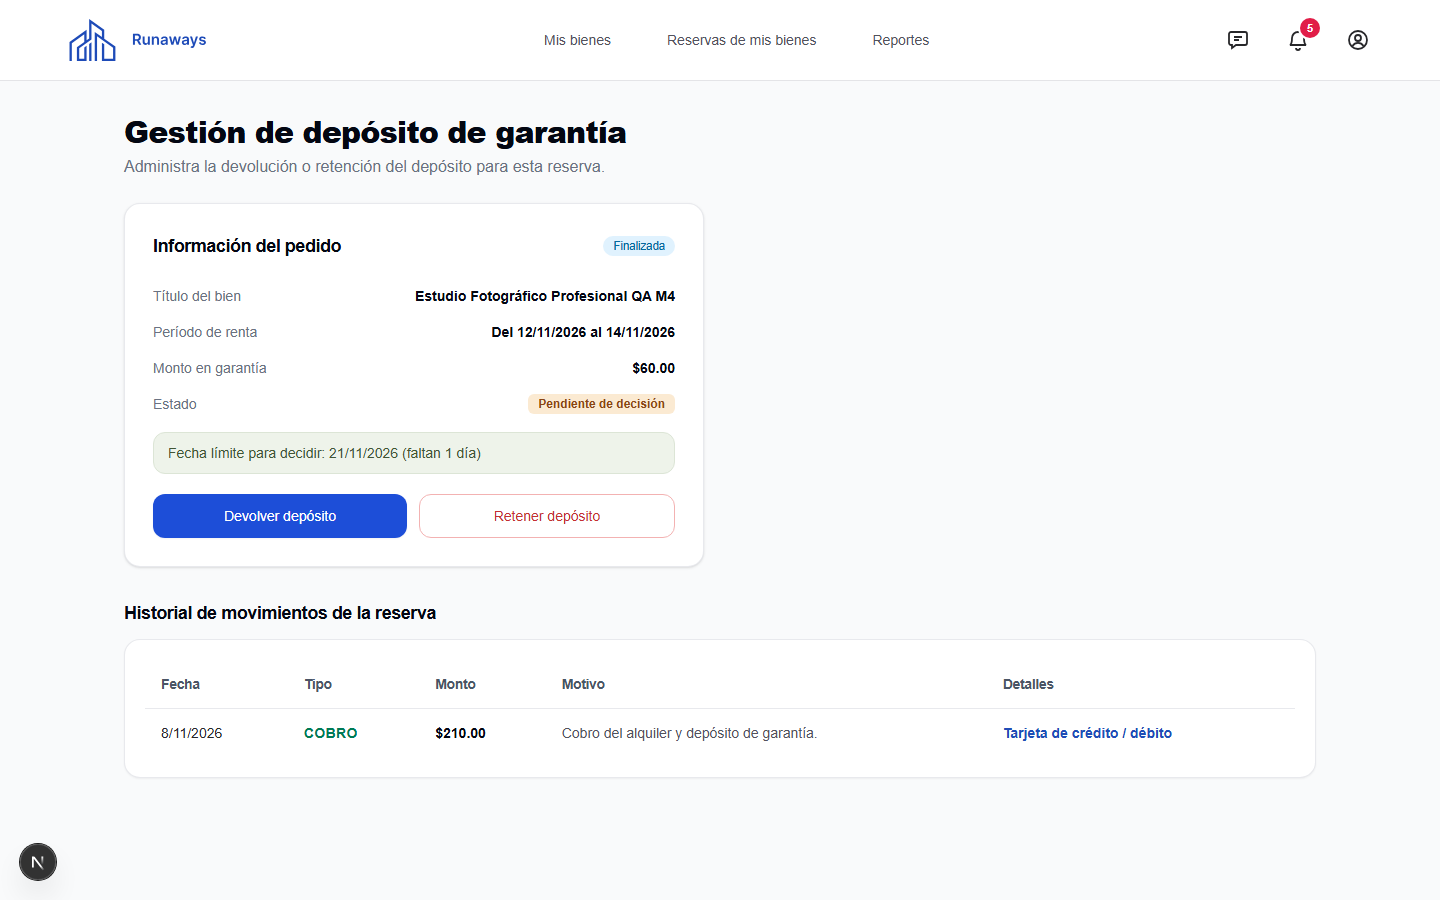 Runaways
Mis bienes
Reservas de mis bienes
Reportes
5
Gestión de depósito de garantía
Administra la devolución o retención del depósito para esta reserva.
Información del pedido
Finalizada
Título del bien
Estudio Fotográfico Profesional QA M4
Período de renta
Del 12/11/2026 al 14/11/2026
Monto en garantía
$60.00
Estado
Pendiente de decisión
Fecha límite para decidir: 21/11/2026 (faltan 1 día)
Devolver depósito
Retener depósito
Historial de movimientos de la reserva
Fecha
Tipo
Monto
Motivo
Detalles
8/11/2026
COBRO
$210.00
Cobro del alquiler y depósito de garantía.
Tarjeta de crédito / débito
N